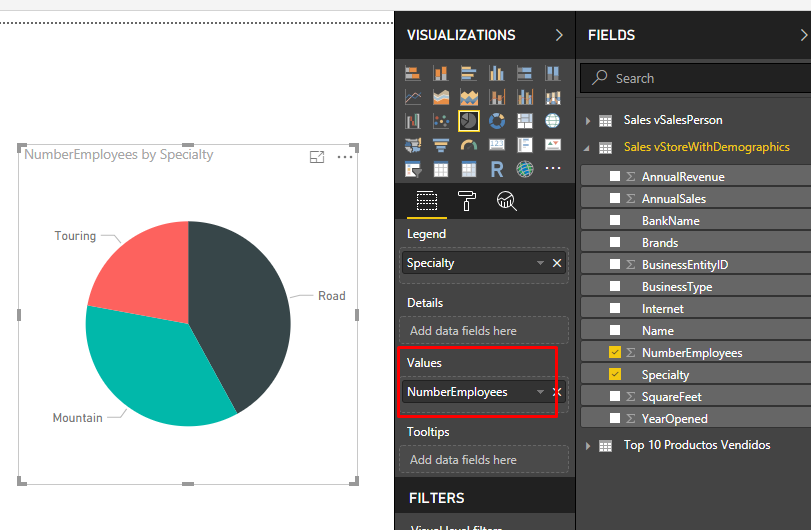 NumberEmployees by Specialty
Touring
Road
Mountain
VISUALIZATIONS
R
123
Legend
Specialty
Details
Add data fields here
Values
NumberEmployees
Tooltips
Add data fields here
FILTERS
Visual level filters
FIELDS
Search
Sales vSalesPerson
Sales vStoreWithDemographics
AnnualRevenue
AnnualSales
BankName
Brands
BusinessEntityID
BusinessType
Internet
Name
NumberEmployees
Specialty
SquareFeet
YearOpened
Top 10 Productos Vendidos